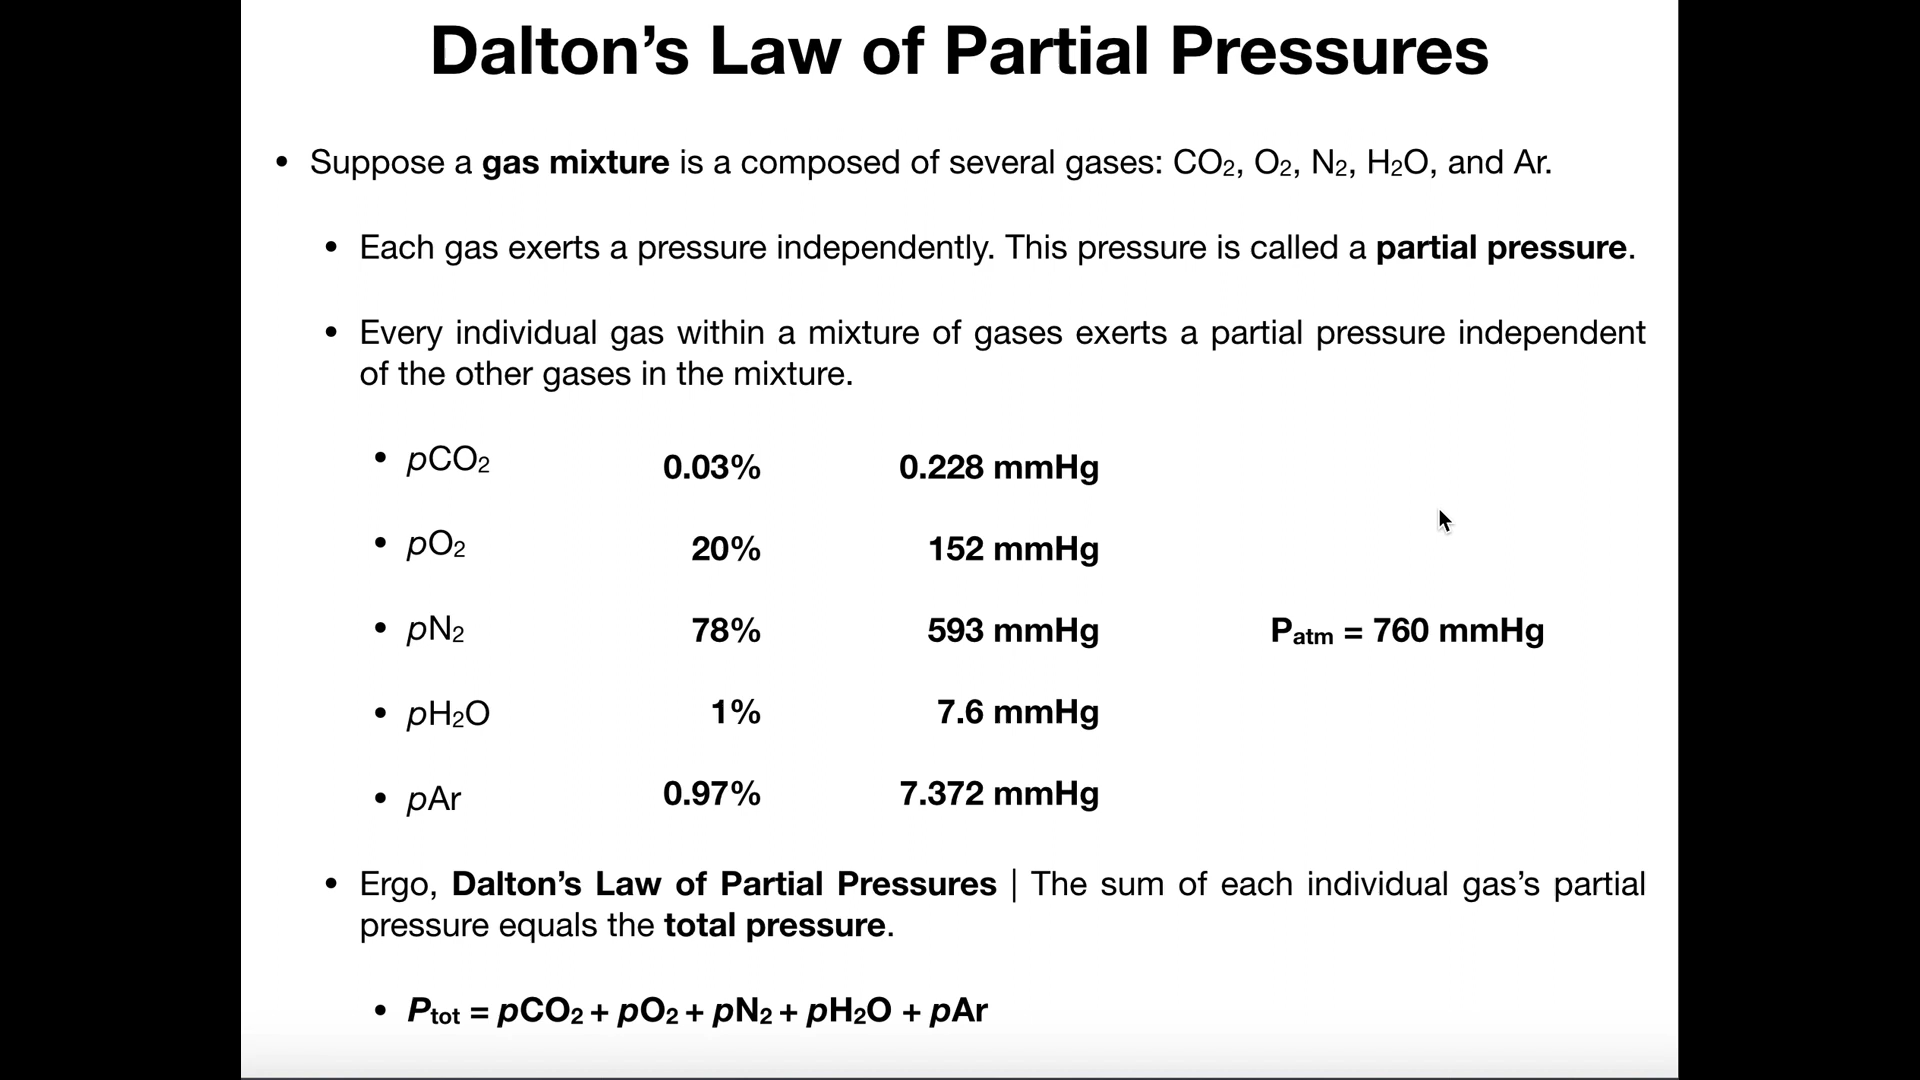 Dalton’s Law of Partial Pressures
• Suppose a gas mixture is a composed of several gases: CO₂, O₂, N₂, H₂O, and Ar.
• Each gas exerts a pressure independently. This pressure is called a partial pressure.
• Every individual gas within a mixture of gases exerts a partial pressure independent
of the other gases in the mixture.
• pCO₂ 0.03% 0.228 mmHg
• pO₂ 20% 152 mmHg
• pN₂ 78% 593 mmHg Patm = 760 mmHg
• pH₂O 1% 7.6 mmHg
• pAr 0.97% 7.372 mmHg
• Ergo, Dalton’s Law of Partial Pressures | The sum of each individual gas’s partial
pressure equals the total pressure.
• Ptot = pCO₂ + pO₂ + pN₂ + pH₂O + pAr